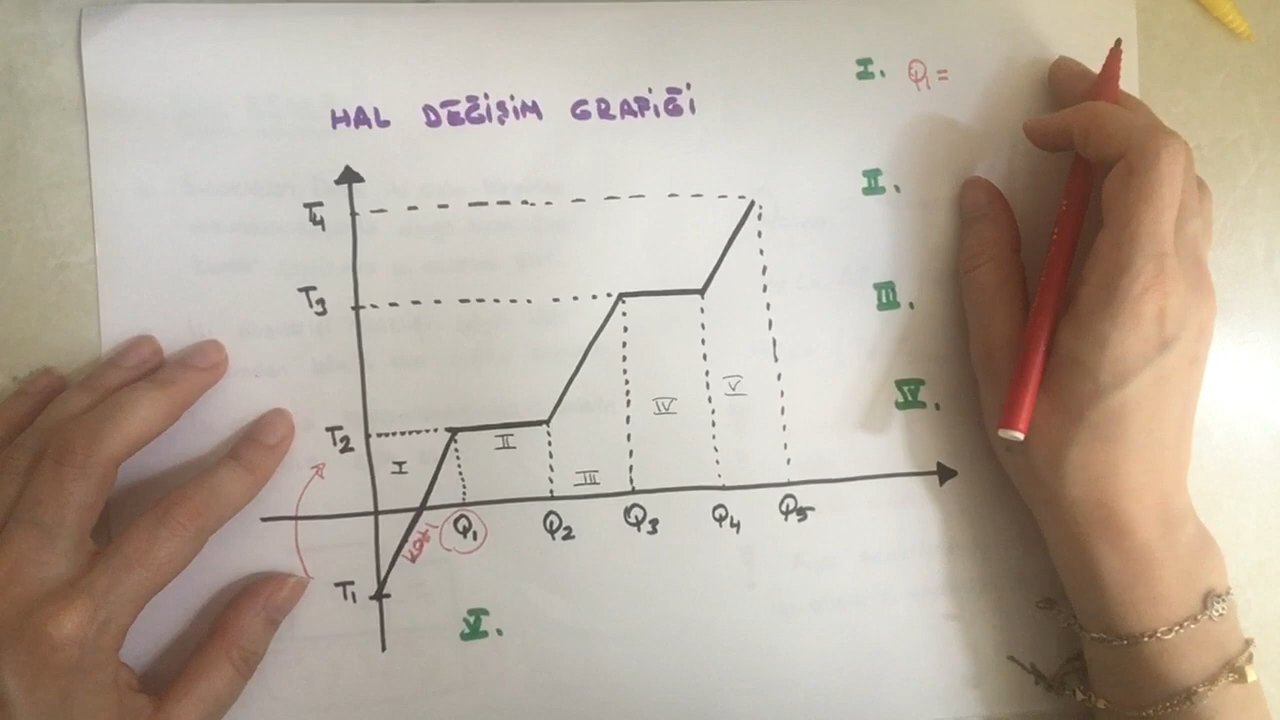 HAL DEĞİŞİM GRAFİĞİ
I. Q₁ =
II.
III.
IV.
T₄
T₃
T₂
T₁
I
II
III
IV
V
katı
Q₁
Q₂
Q₃
Q₄
Q₅
V.